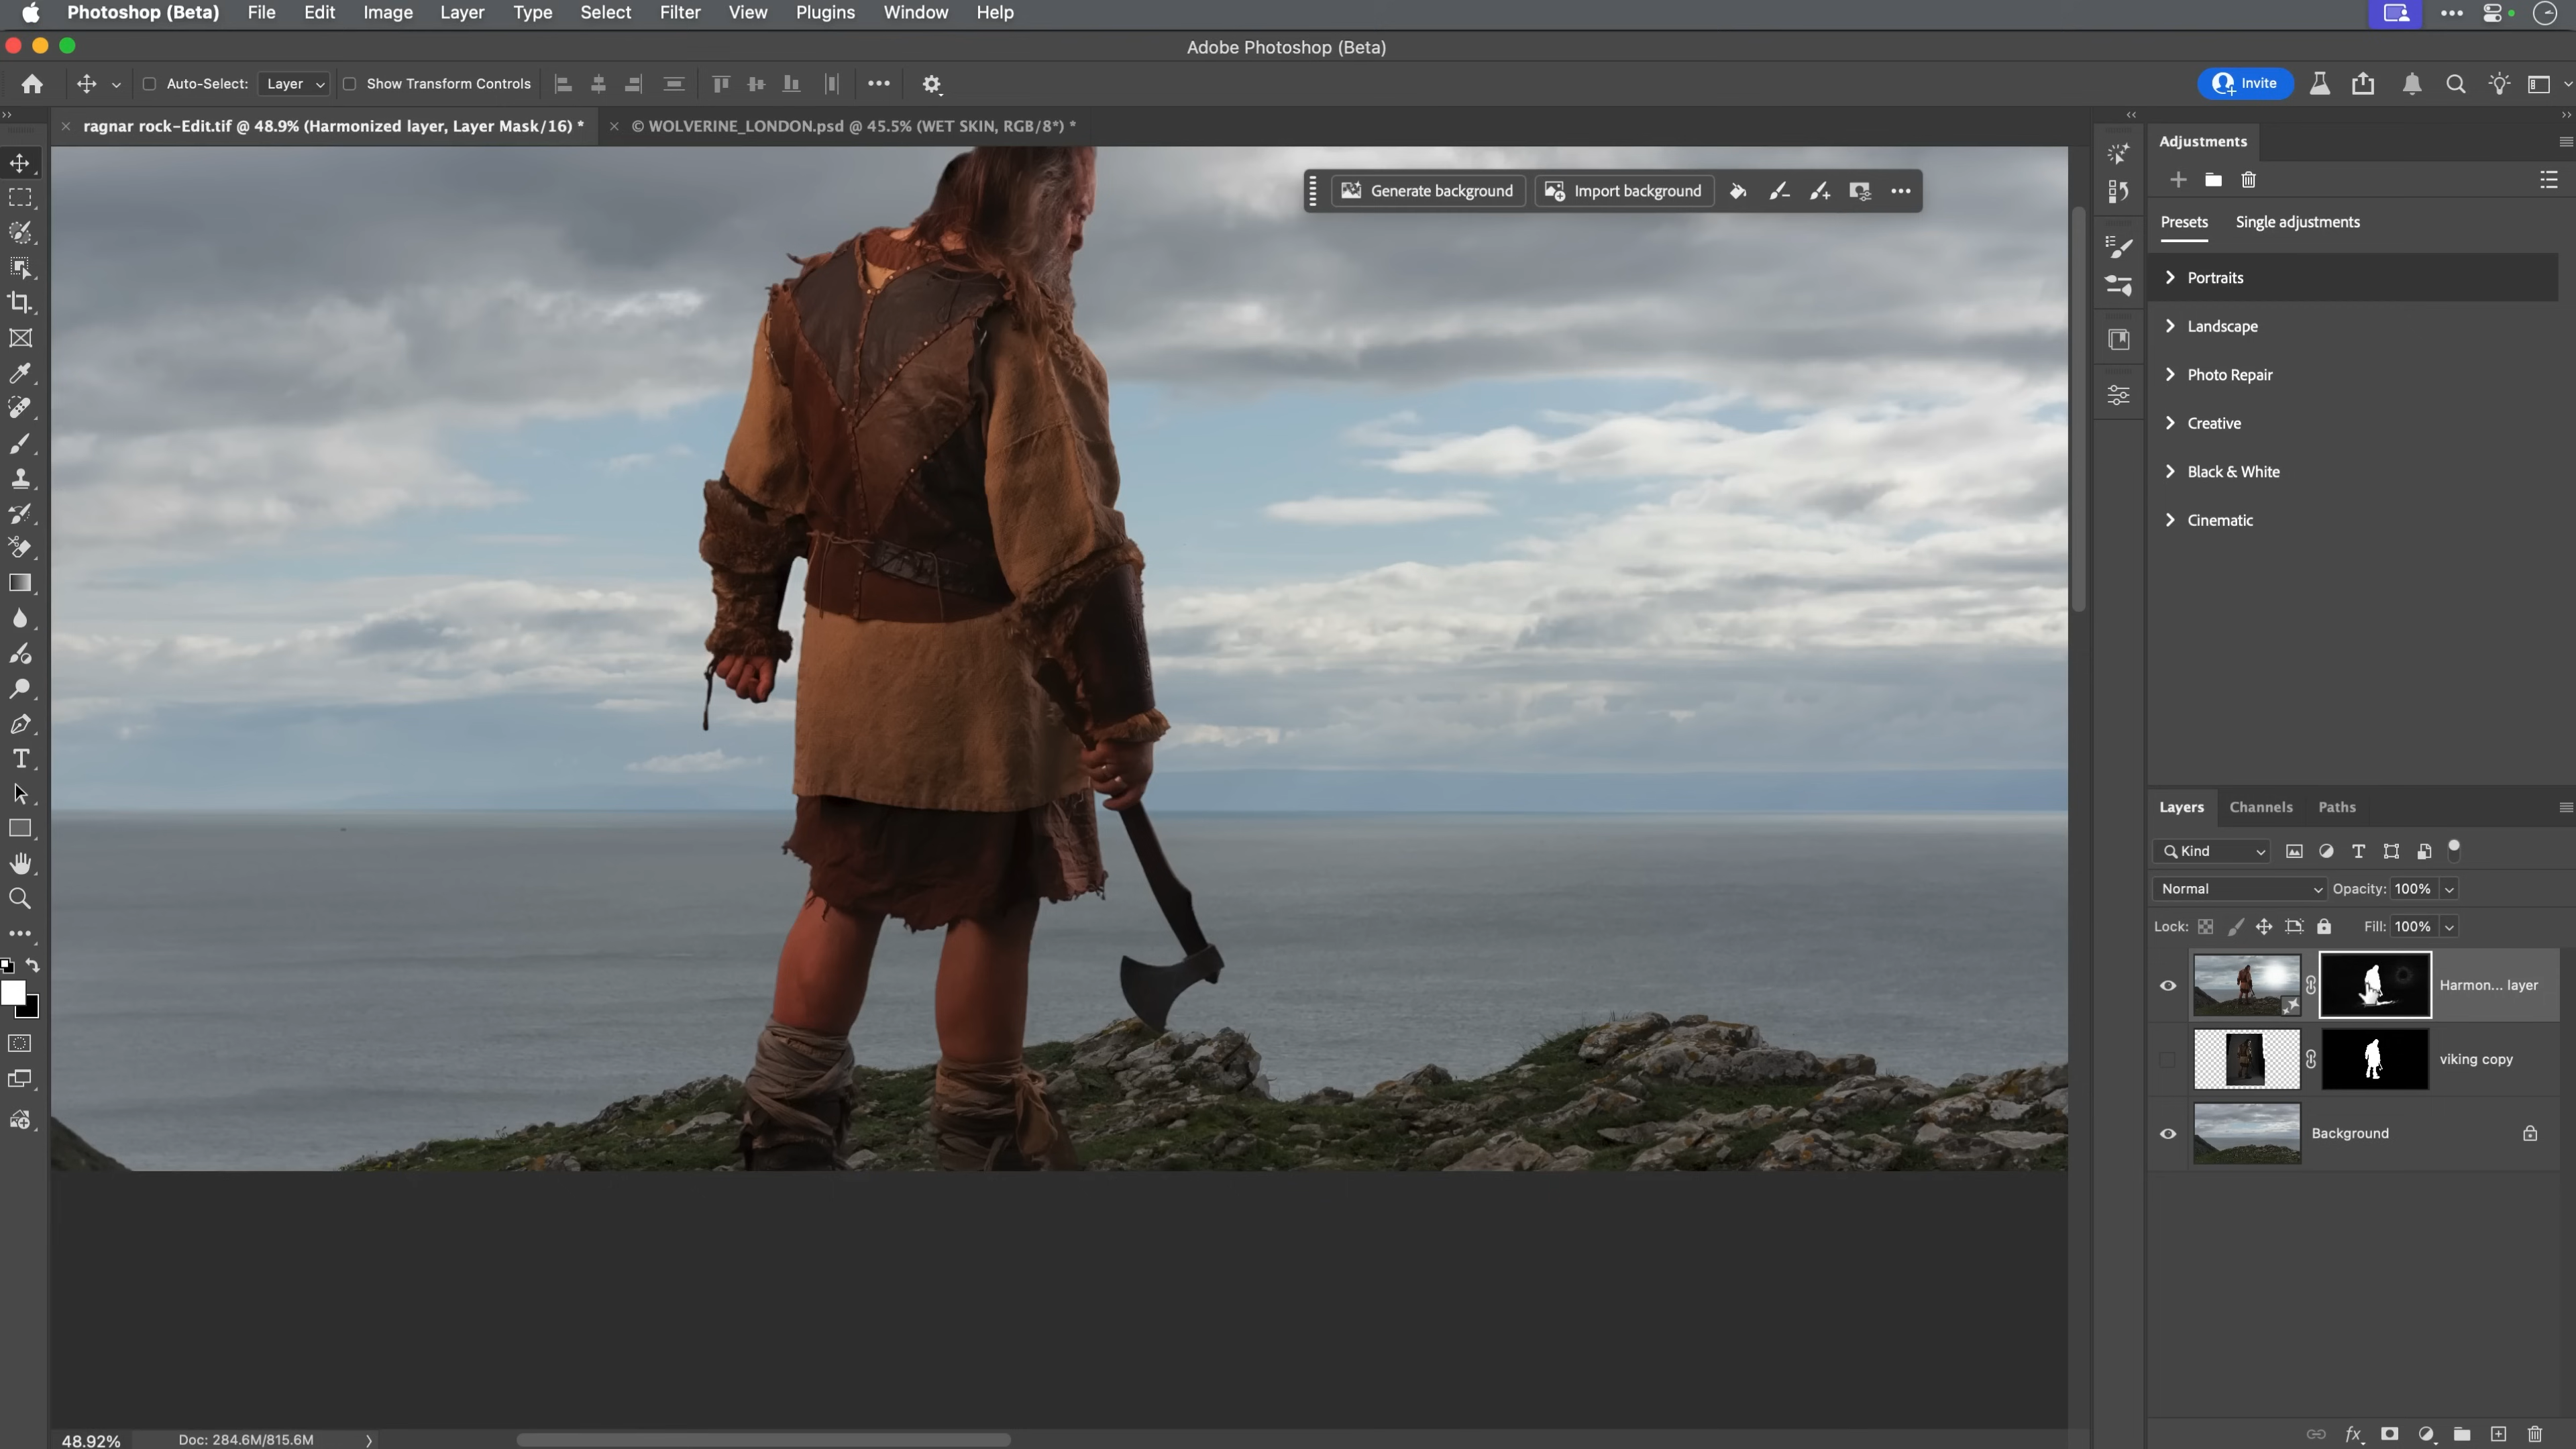 Photoshop (Beta) File Edit Image Layer Type Select Filter View Plugins Window Help
Adobe Photoshop (Beta)
Auto-Select: Layer Show Transform Controls Invite
ragnar rock-Edit.tif @ 48.9% (Harmonized layer, Layer Mask/16) * © WOLVERINE_LONDON.psd @ 45.5% (WET SKIN, RGB/8*) *
Generate background Import background
Adjustments
Presets Single adjustments
Portraits
Landscape
Photo Repair
Creative
Black & White
Cinematic
Layers Channels Paths
Kind
Normal Opacity: 100%
Lock: Fill: 100%
Harmon... layer
viking copy
Background
48.92% Doc: 284.6M/815.6M
fx